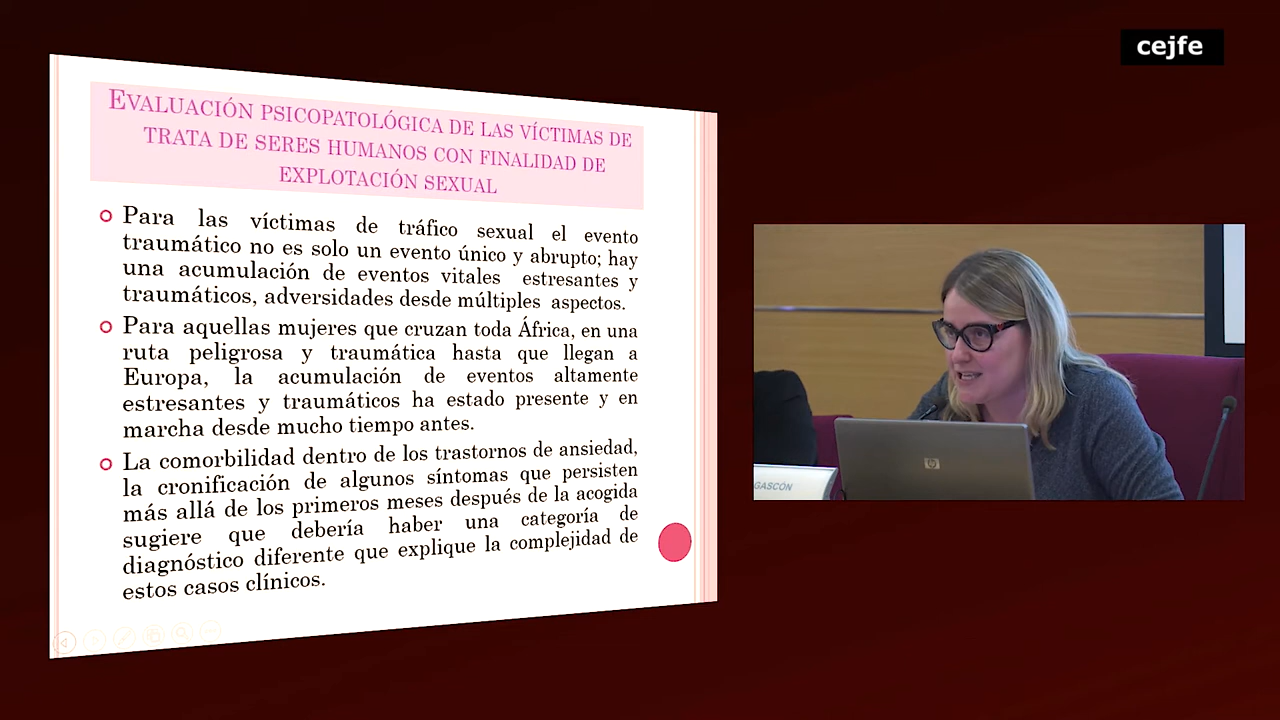 cejfe
EVALUACIÓN PSICOPATOLÓGICA DE LAS VÍCTIMAS DE
TRATA DE SERES HUMANOS CON FINALIDAD DE
EXPLOTACIÓN SEXUAL
Para las víctimas de tráfico sexual el evento
traumático no es solo un evento único y abrupto; hay
una acumulación de eventos vitales estresantes y
traumáticos, adversidades desde múltiples aspectos.
Para aquellas mujeres que cruzan toda África, en una
ruta peligrosa y traumática hasta que llegan a
Europa, la acumulación de eventos altamente
estresantes y traumáticos ha estado presente y en
marcha desde mucho tiempo antes.
La comorbilidad dentro de los trastornos de ansiedad,
la cronificación de algunos síntomas que persisten
más allá de los primeros meses después de la acogida
sugiere que debería haber una categoría de
diagnóstico diferente que explique la complejidad de
estos casos clínicos.
GASCÓN
hp